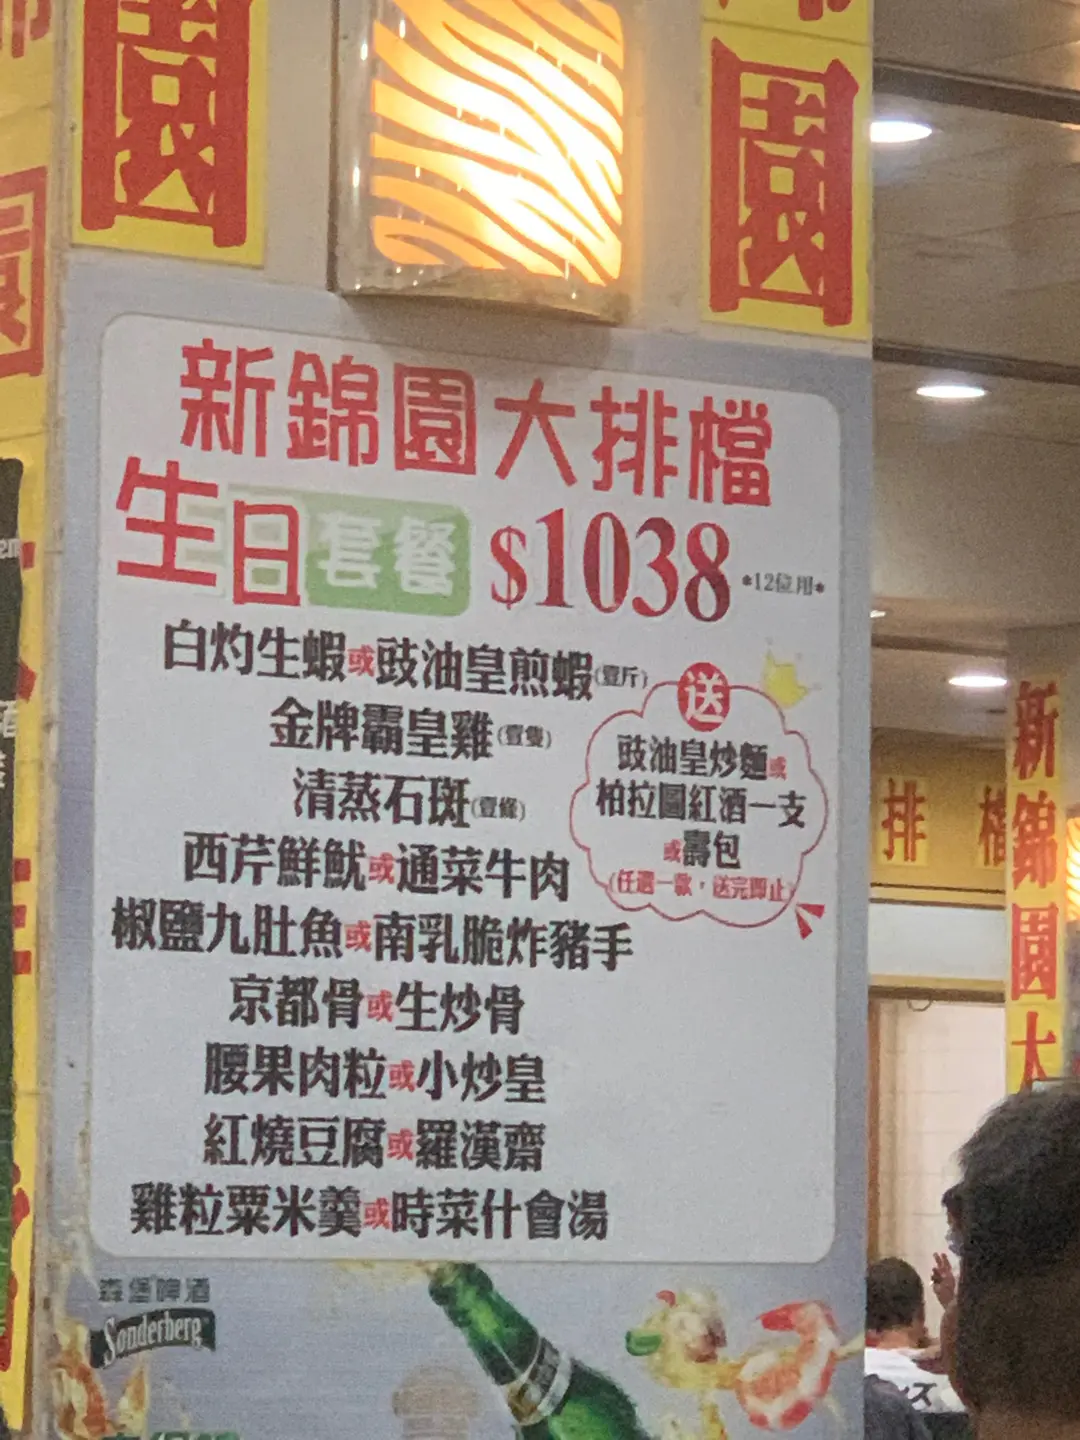 園
園
園
新錦園大排檔
生日套餐 $1038 *12位用*
白灼生蝦或豉油皇煎蝦(壹斤)
金牌霸皇雞(壹隻)
清蒸石斑(壹條)
西芹鮮魷或通菜牛肉
椒鹽九肚魚或南乳脆炸豬手
京都骨或生炒骨
腰果肉粒或小炒皇
紅燒豆腐或羅漢齋
雞粒粟米羹或時菜什會湯
送
豉油皇炒麵或
柏拉圖紅酒一支
或壽包
(任選一款，送完即止)
森堡啤酒
Sonderberg
排檔
新錦園大